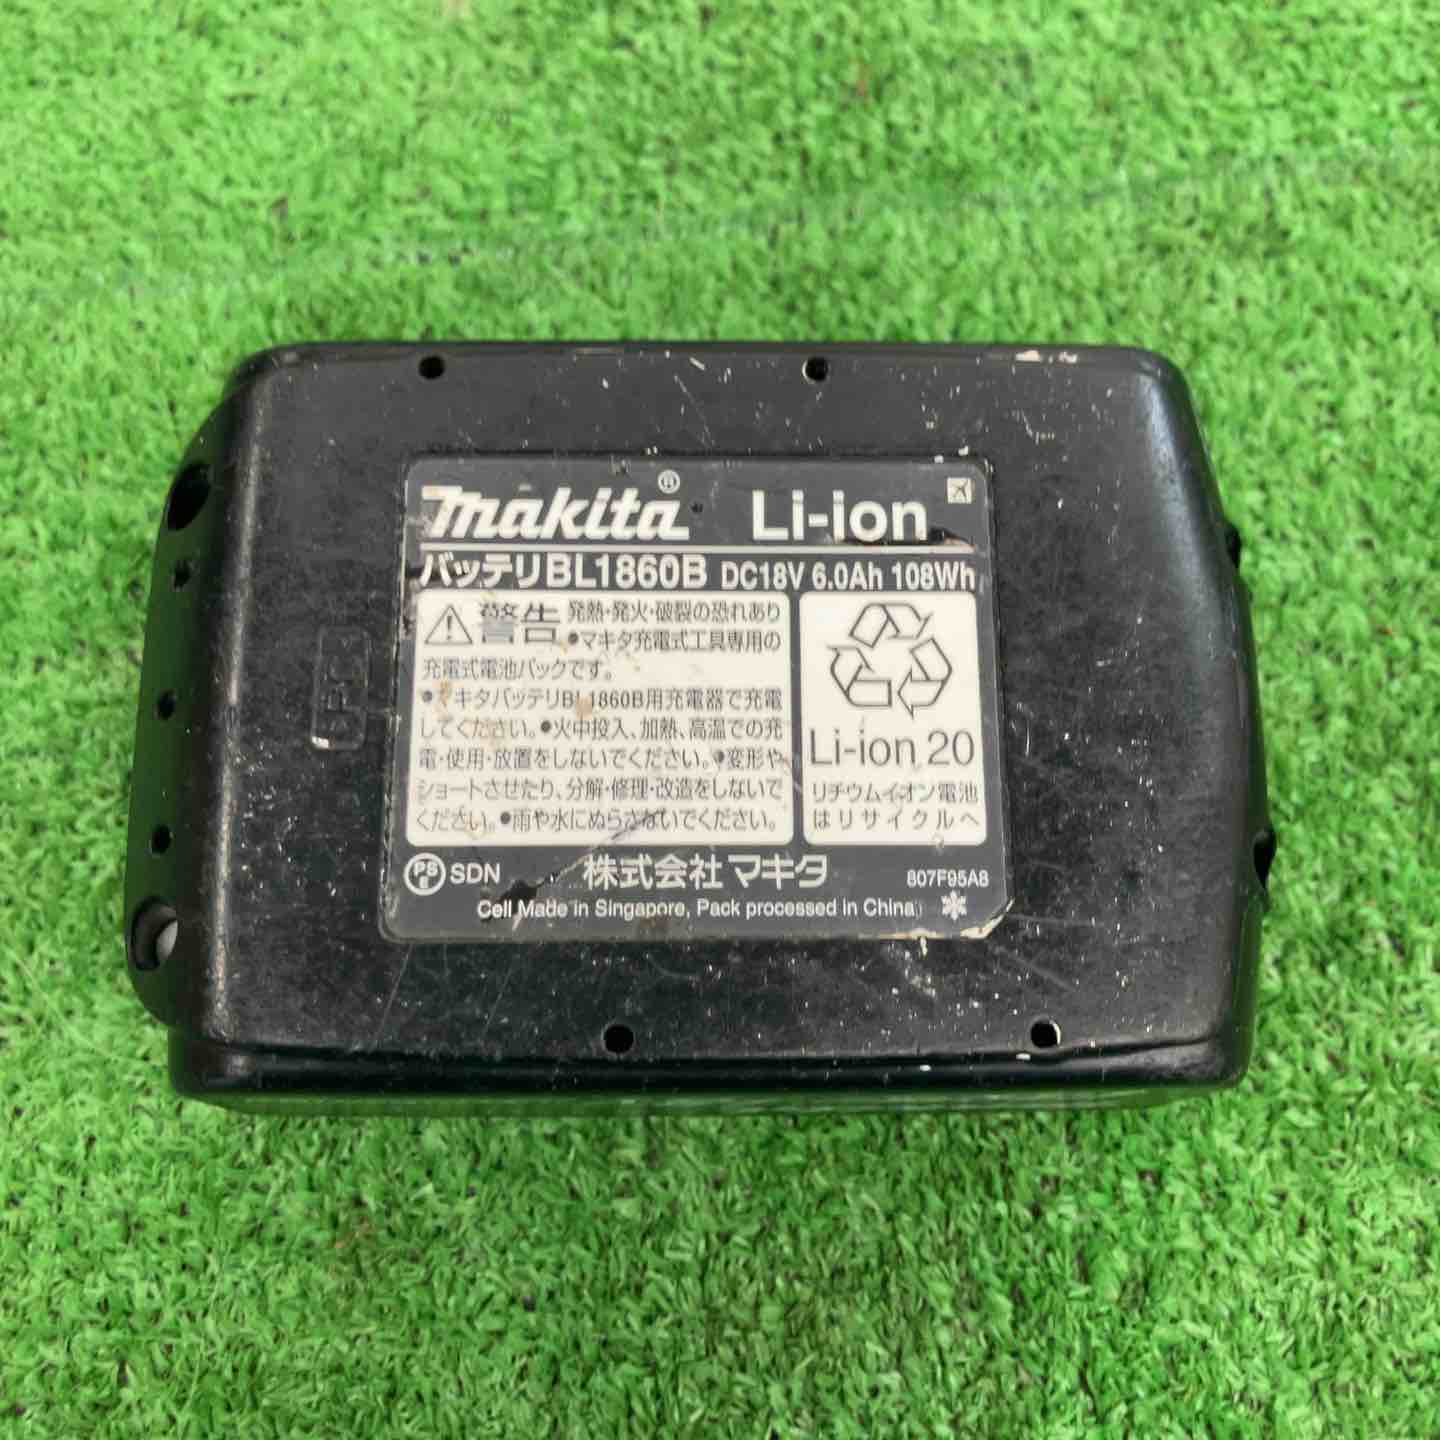 makita® Li-ion
バッテリBL1860B DC18V 6.0Ah 108Wh
警告 発熱・発火・破裂の恐れあり
●マキタ充電式工具専用の
充電式電池パックです。
●マキタバッテリBL1860B用充電器で充電
してください。●火中投入、加熱、高温での充
電・使用・放置をしないでください。●変形や
ショートさせたり、分解・修理・改造をしないで
ください。●雨や水にぬらさないでください。
Li-ion 20
リチウムイオン電池
はリサイクルへ
PS
E SDN 株式会社マキタ 807F95A8
Cell Made in Singapore, Pack processed in China
>PC<